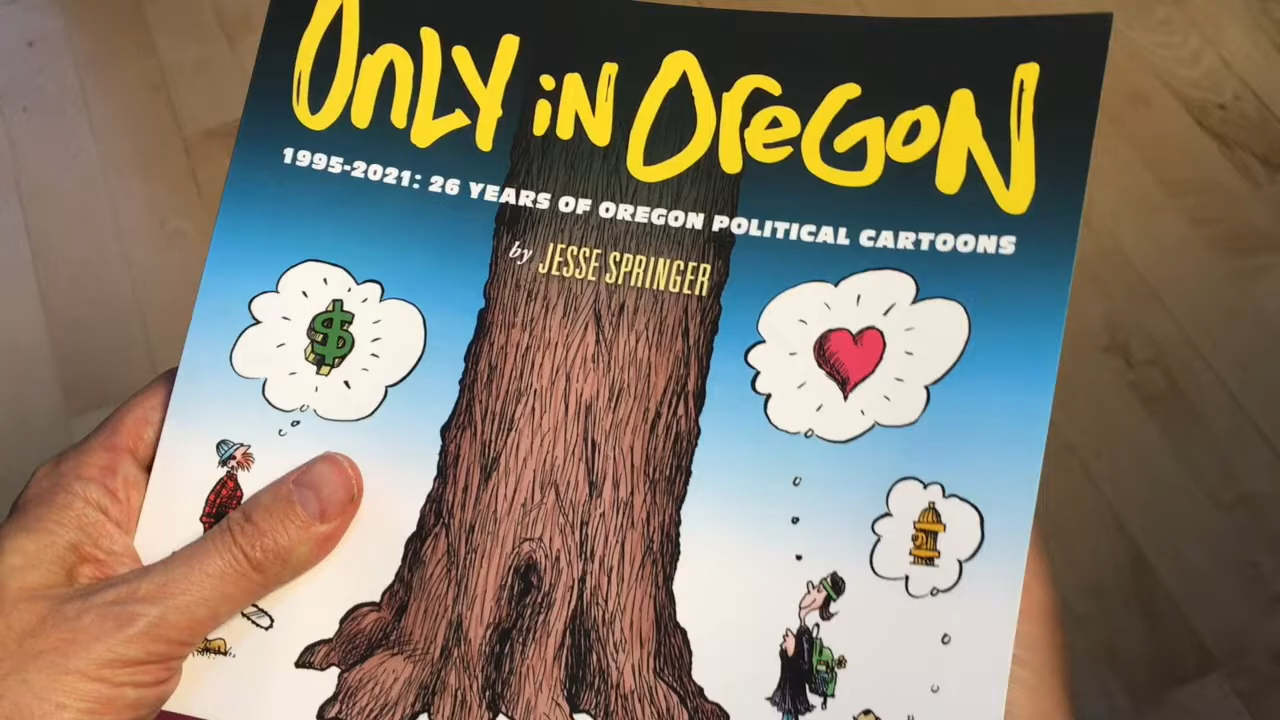 ONLY iN OreGoN
1995-2021: 26 YEARS OF OREGON POLITICAL CARTOONS
by JESSE SPRINGER
$